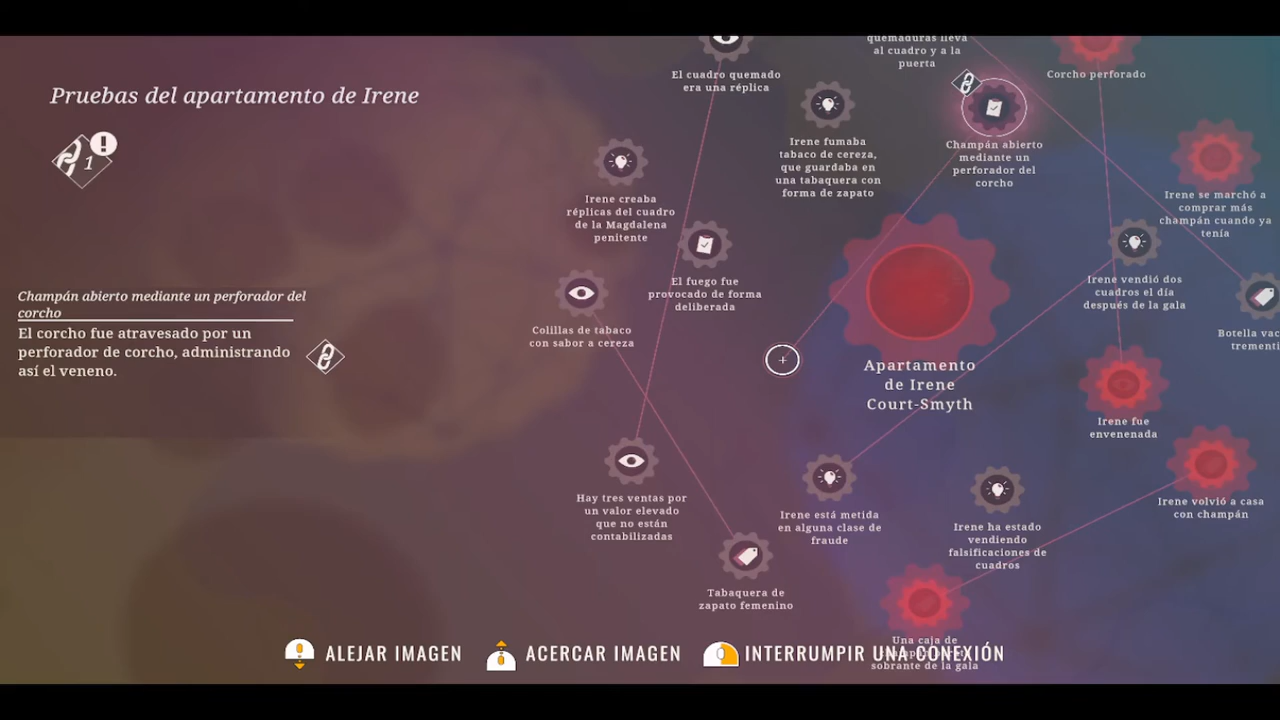 Pruebas del apartamento de Irene
1
Champán abierto mediante un perforador del
corcho
El corcho fue atravesado por un
perforador de corcho, administrando
así el veneno.
El cuadro quemado
era una réplica
quemaduras lleva
al cuadro y a la
puerta
Corcho perforado
Irene fumaba
tabaco de cereza,
que guardaba en
una tabaquera con
forma de zapato
Champán abierto
mediante un
perforador del
corcho
Irene creaba
réplicas del cuadro
de la Magdalena
penitente
Irene se marchó a
comprar más
champán cuando ya
tenía
El fuego fue
provocado de forma
deliberada
Irene vendió dos
cuadros el día
después de la gala
Colillas de tabaco
con sabor a cereza
Botella vac
trementi
Apartamento
de Irene
Court-Smyth
Irene fue
envenenada
Hay tres ventas por
un valor elevado
que no están
contabilizadas
Irene está metida
en alguna clase de
fraude
Irene ha estado
vendiendo
falsificaciones de
cuadros
Irene volvió a casa
con champán
Tabaquera de
zapato femenino
Una caja de
sobrante de la gala
ALEJAR IMAGEN
ACERCAR IMAGEN
INTERRUMPIR UNA CONEXIÓN